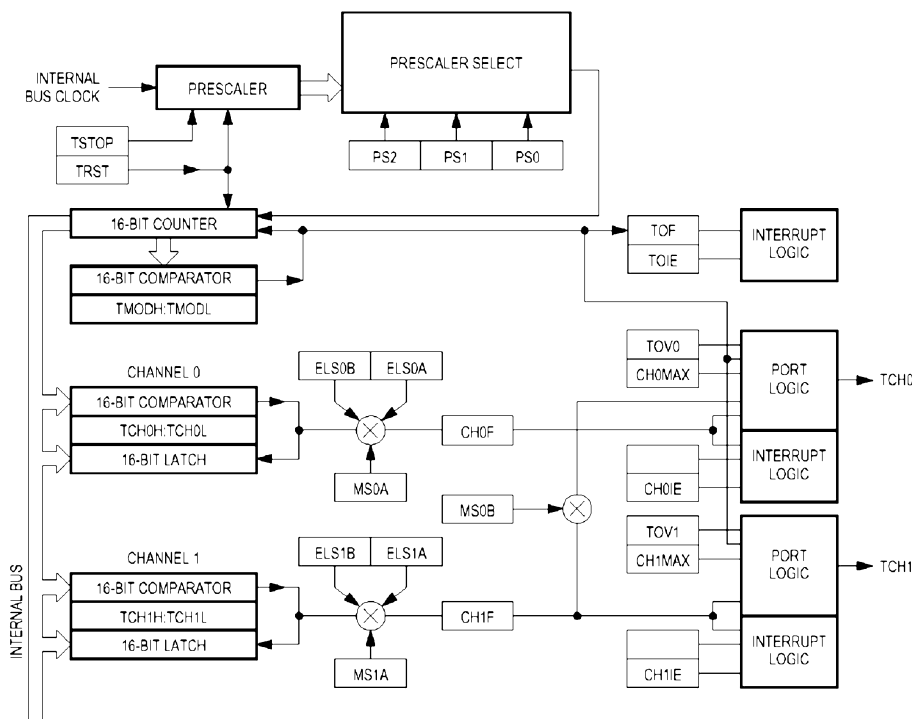 INTERNAL
BUS CLOCK
PRESCALER
PRESCALER SELECT
TSTOP
TRST
PS2
PS1
PS0
16-BIT COUNTER
16-BIT COMPARATOR
TMODH:TMODL
TOF
TOIE
INTERRUPT
LOGIC
CHANNEL 0
16-BIT COMPARATOR
TCH0H:TCH0L
16-BIT LATCH
ELS0B
ELS0A
MS0A
CH0F
TOV0
CH0MAX
PORT
LOGIC
TCH0
CH0IE
INTERRUPT
LOGIC
MS0B
CHANNEL 1
16-BIT COMPARATOR
TCH1H:TCH1L
16-BIT LATCH
ELS1B
ELS1A
MS1A
CH1F
TOV1
CH1MAX
PORT
LOGIC
TCH1
CH1IE
INTERRUPT
LOGIC
INTERNAL BUS